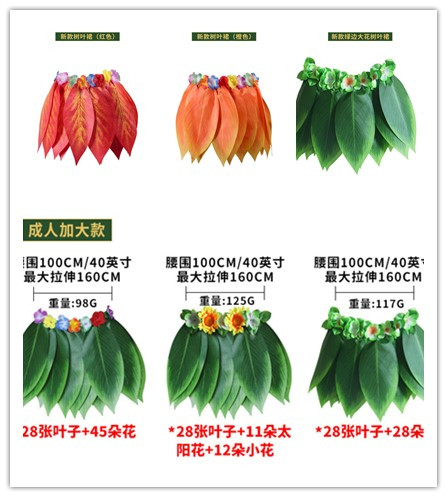 新款树叶裙（红色）
新款树叶裙（橙色）
新款绿边大花树叶裙
成人加大款
腰围100CM/40英寸
最大拉伸160CM
重量:98G
28张叶子+45朵花
腰围100CM/40英寸
最大拉伸160CM
重量:125G
*28张叶子+11朵太
阳花+12朵小花
腰围100CM/40英寸
最大拉伸160CM
重量:117G
*28张叶子+28朵